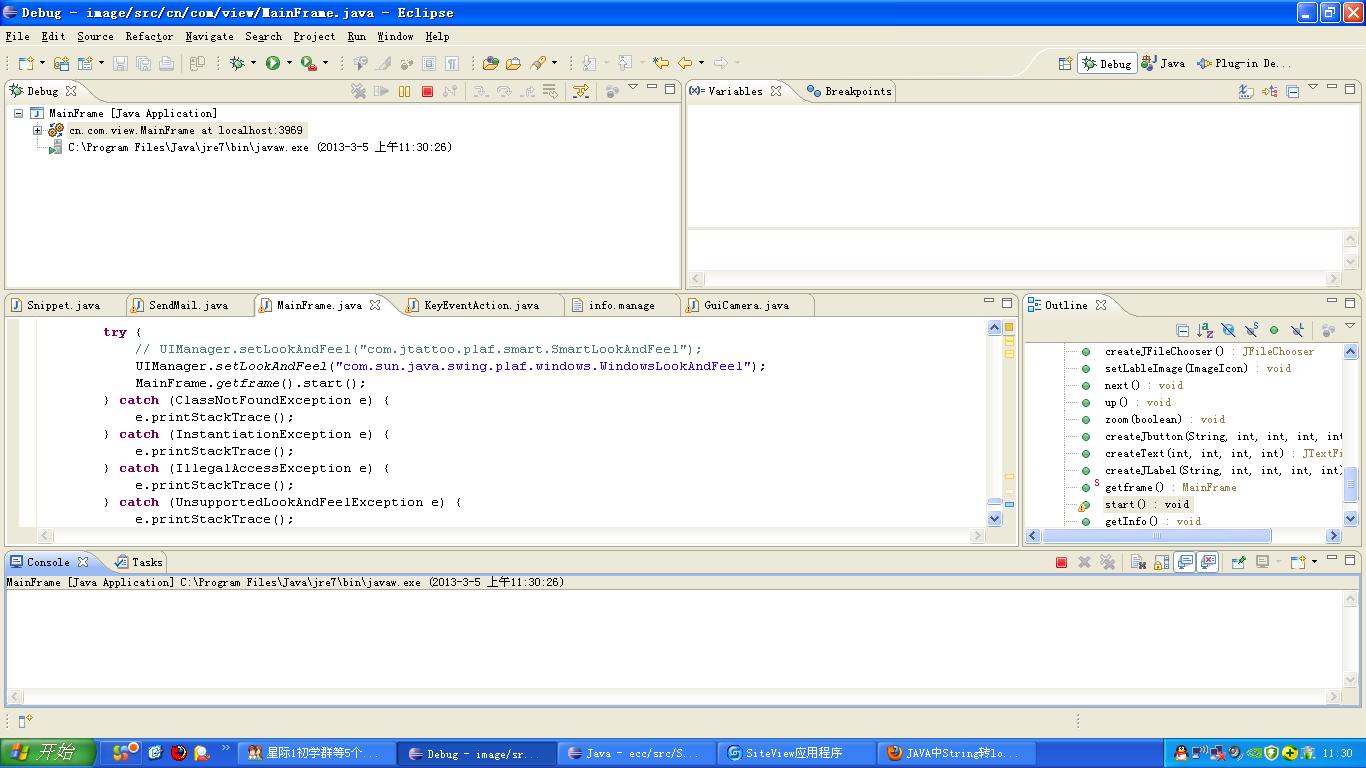 Debug - image/src/cn/com/view/MainFrame.java - Eclipse
File Edit Source Refactor Navigate Search Project Run Window Help
Debug Java Plug-in De...
Debug
MainFrame [Java Application]
cn.com.view.MainFrame at localhost:3969
C:\Program Files\Java\jre7\bin\javaw.exe (2013-3-5 上午11:30:26)
(x)= Variables Breakpoints
Snippet.java SendMail.java MainFrame.java KeyEventAction.java info.manage GuiCamera.java
try {
// UIManager.setLookAndFeel("com.jtattoo.plaf.smart.SmartLookAndFeel");
UIManager.setLookAndFeel("com.sun.java.swing.plaf.windows.WindowsLookAndFeel");
MainFrame.getframe().start();
} catch (ClassNotFoundException e) {
e.printStackTrace();
} catch (InstantiationException e) {
e.printStackTrace();
} catch (IllegalAccessException e) {
e.printStackTrace();
} catch (UnsupportedLookAndFeelException e) {
e.printStackTrace();
Outline
createJFileChooser() : JFileChooser
setLableImage(ImageIcon) : void
next() : void
up() : void
zoom(boolean) : void
createJbutton(String, int, int, int, int
createText(int, int, int, int) : JTextFi
createJLabel(String, int, int, int, int)
getframe() : MainFrame
start() : void
getInfo() : void
Console Tasks
MainFrame [Java Application] C:\Program Files\Java\jre7\bin\javaw.exe (2013-3-5 上午11:30:26)
开始 星际1初学群等5个... Debug - image/sr... Java - ecc/src/S... SiteView应用程序 JAVA中String转lo... 11:30